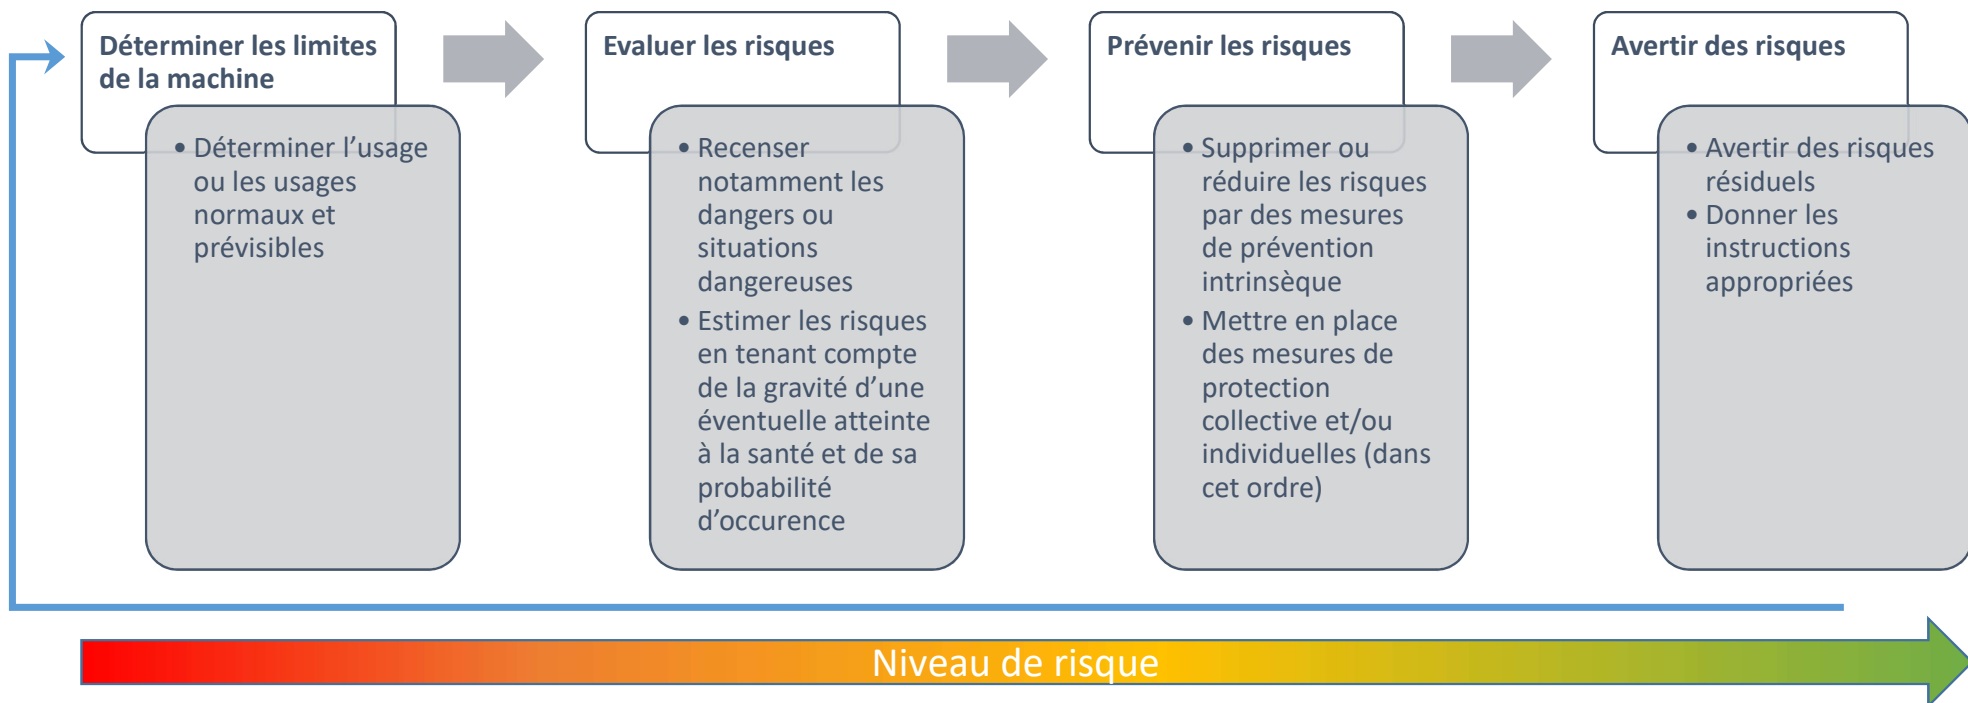 Déterminer les limites
de la machine
• Déterminer l'usage
ou les usages
normaux et
prévisibles
Evaluer les risques
• Recenser
notamment les
dangers ou
situations
dangereuses
• Estimer les risques
en tenant compte
de la gravité d'une
éventuelle atteinte
à la santé et de sa
probabilité
d'occurence
Prévenir les risques
• Supprimer ou
réduire les risques
par des mesures
de prévention
intrinsèque
• Mettre en place
des mesures de
protection
collective et/ou
individuelles (dans
cet ordre)
Avertir des risques
• Avertir des risques
résiduels
• Donner les
instructions
appropriées
Niveau de risque